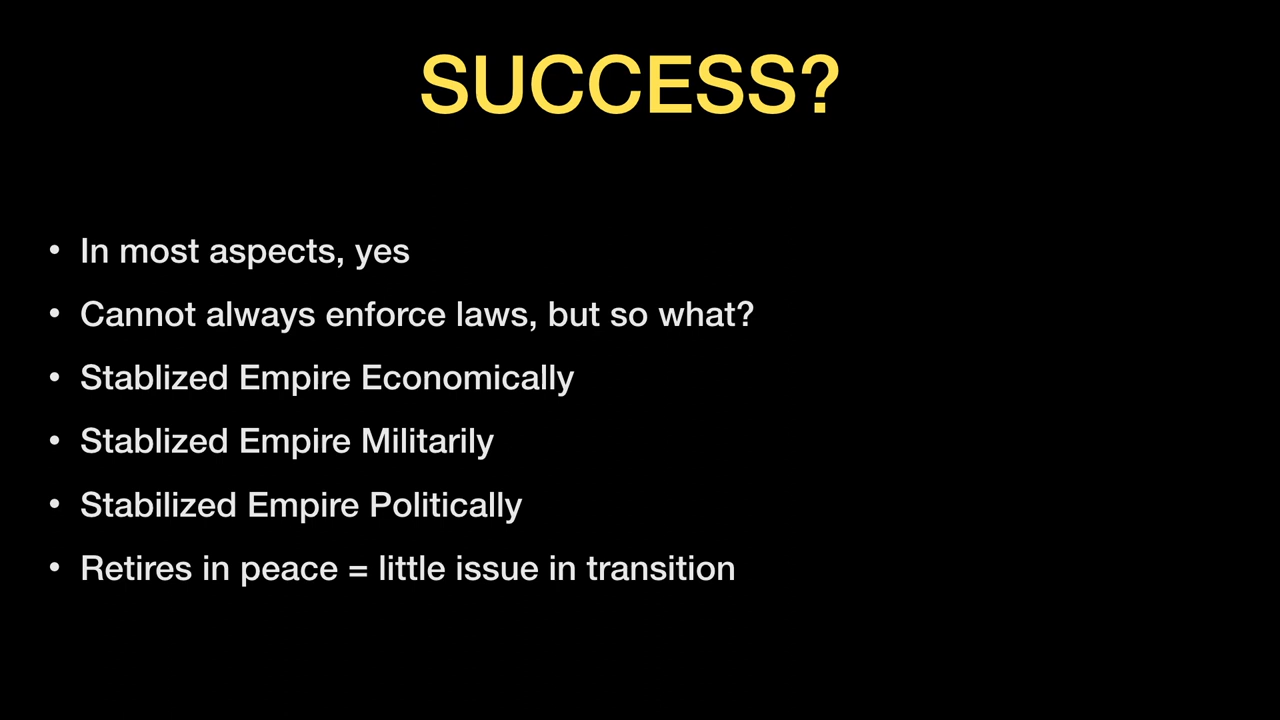 SUCCESS?
• In most aspects, yes
• Cannot always enforce laws, but so what?
• Stablized Empire Economically
• Stablized Empire Militarily
• Stabilized Empire Politically
• Retires in peace = little issue in transition